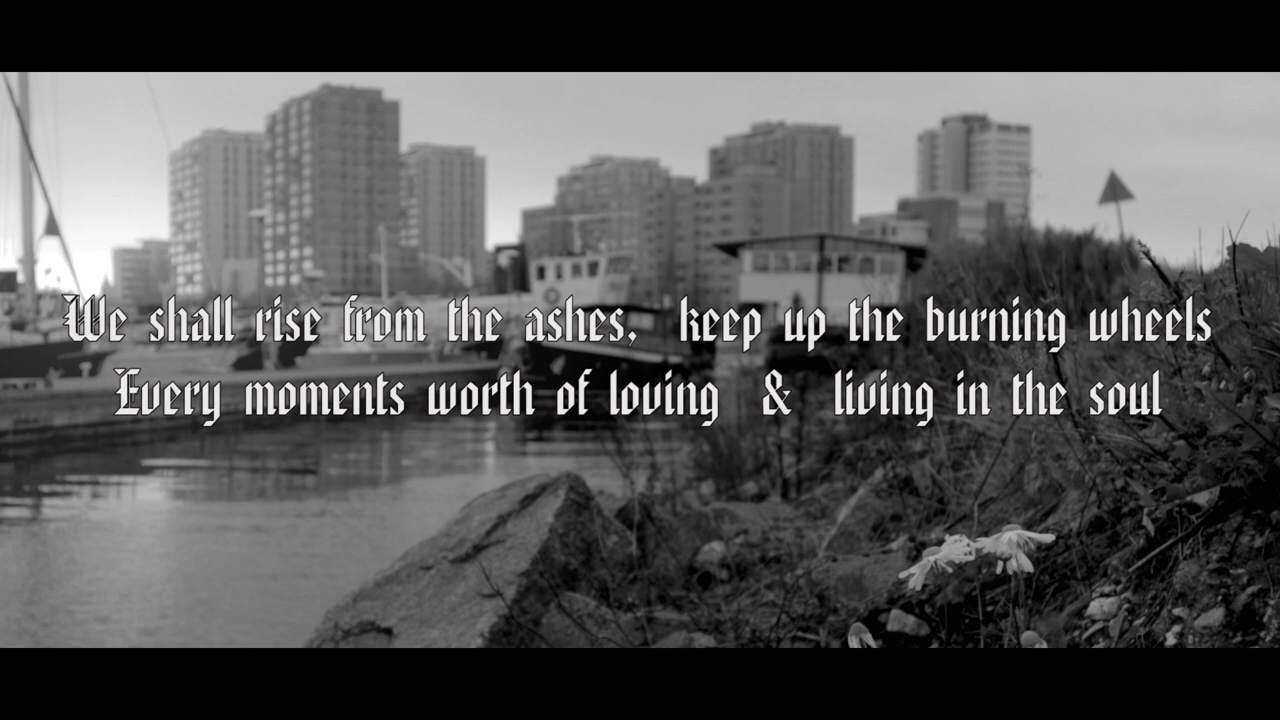 We shall rise from the ashes, keep up the burning wheels
Every moments worth of loving & living in the soul